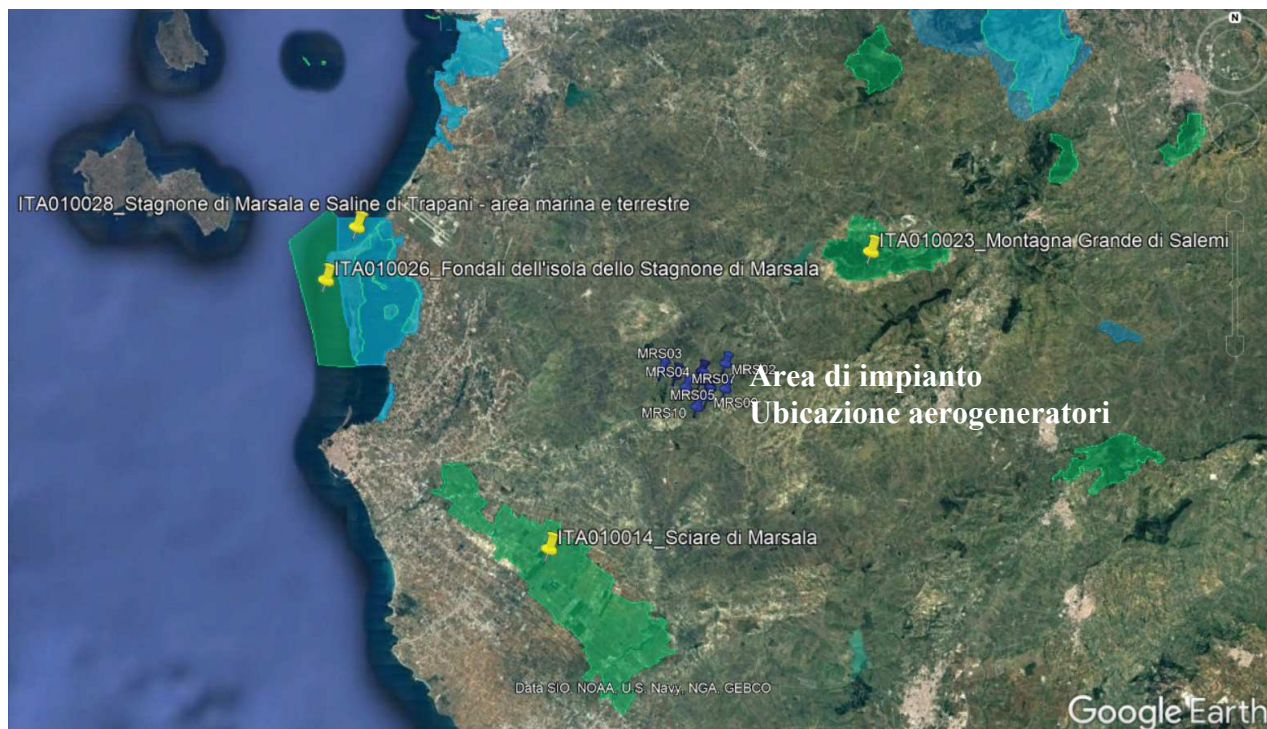 N
ITA010028_Stagnone di Marsala e Saline di Trapani - area marina e terrestre
ITA010023_Montagna Grande di Salemi
ITA010026_Fondali dell'isola dello Stagnone di Marsala
MRS03
MRS04
MRS07
MRS02
MRS05
MRS09
MRS10
Area di impianto
Ubicazione aerogeneratori
ITA010014_Sciare di Marsala
Data SIO, NOAA, U.S. Navy, NGA, GEBCO
Google Earth